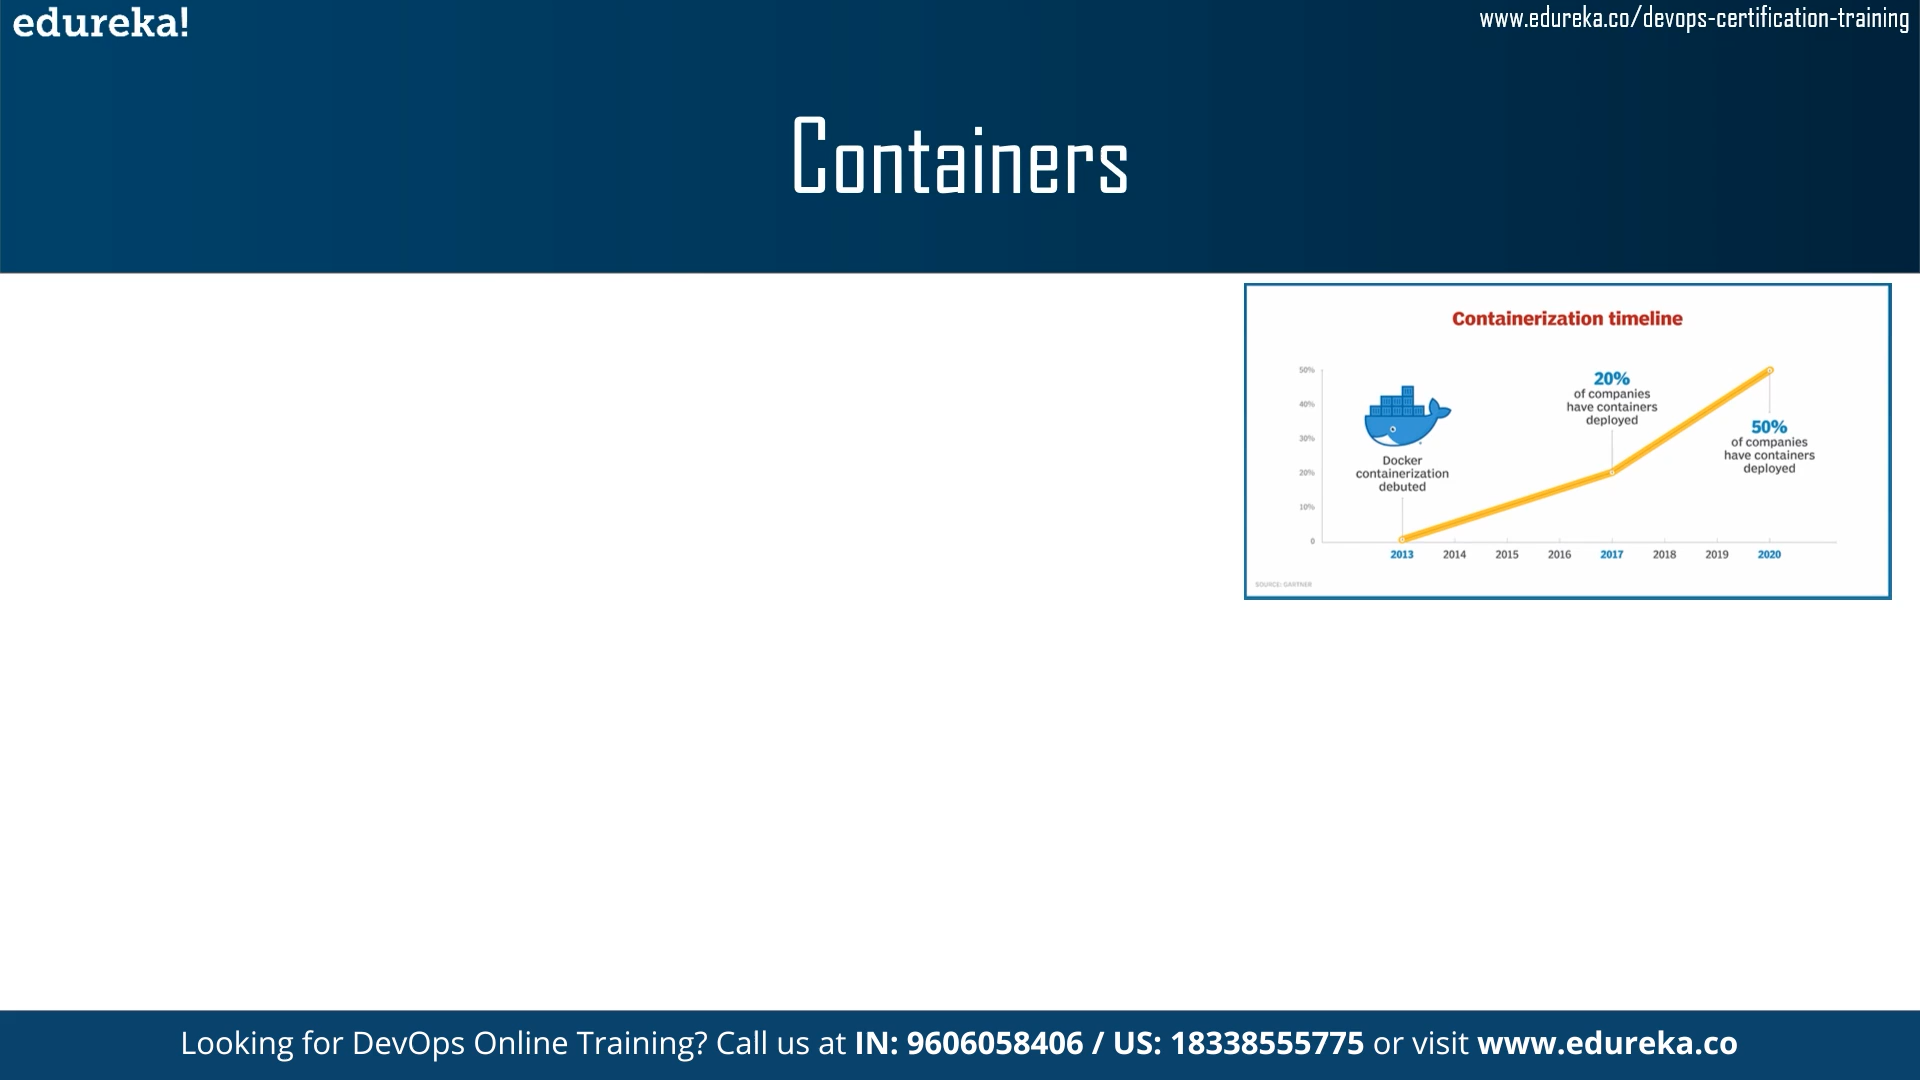 edureka!
www.edureka.co/devops-certification-training
Containers
Containerization timeline
50%
40%
30%
20%
10%
0
Docker
containerization
debuted
20%
of companies
have containers
deployed
50%
of companies
have containers
deployed
2013 2014 2015 2016 2017 2018 2019 2020
SOURCE: GARTNER
Looking for DevOps Online Training? Call us at IN: 9606058406 / US: 18338555775 or visit www.edureka.co